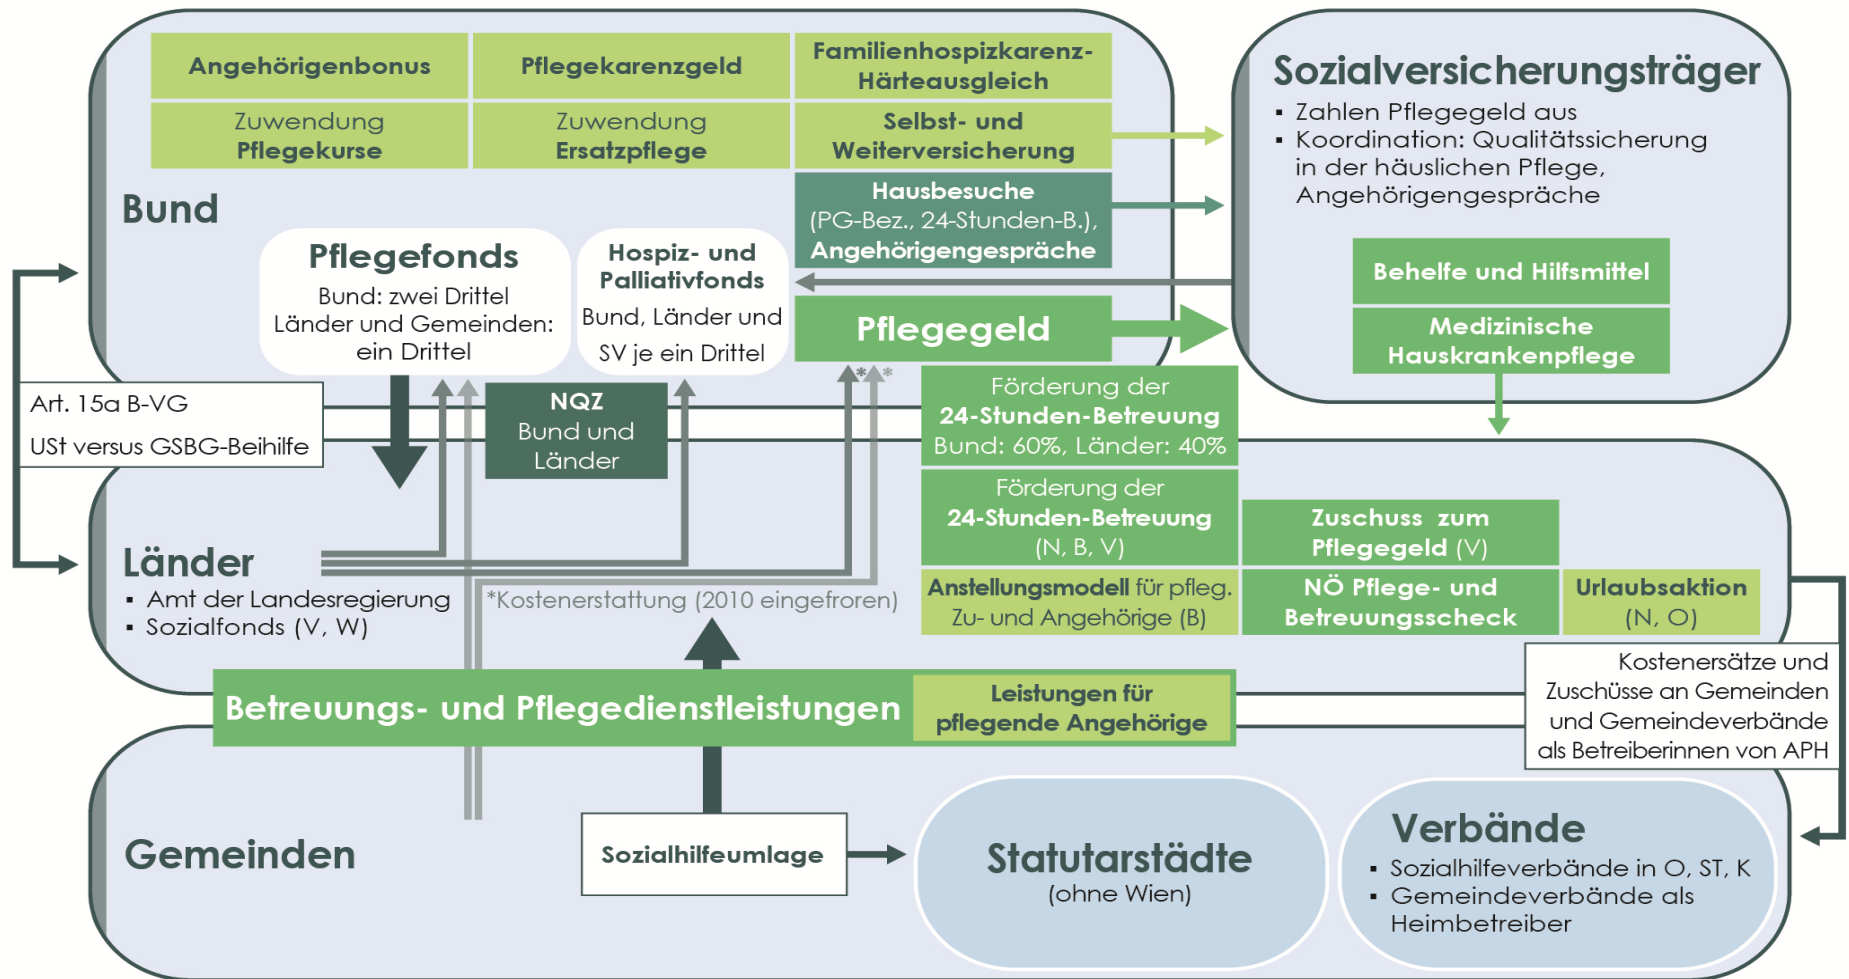 Bund
Angehörigenbonus
Pflegekarenzgeld
Familienhospizkarenz-
Härteausgleich
Zuwendung
Pflegekurse
Zuwendung
Ersatzpflege
Selbst- und
Weiterversicherung
Hausbesuche
(PG-Bez., 24-Stunden-B.),
Angehörigengespräche
Pflegefonds
Bund: zwei Drittel
Länder und Gemeinden:
ein Drittel
Hospiz- und
Palliativfonds
Bund, Länder und
SV je ein Drittel
Pflegegeld
Sozialversicherungsträger
▪ Zahlen Pflegegeld aus
▪ Koordination: Qualitätssicherung
in der häuslichen Pflege,
Angehörigengespräche
Behelfe und Hilfsmittel
Medizinische
Hauskrankenpflege
Art. 15a B-VG
USt versus GSBG-Beihilfe
NQZ
Bund und
Länder
* *
Förderung der
24-Stunden-Betreuung
Bund: 60%, Länder: 40%
Länder
▪ Amt der Landesregierung
▪ Sozialfonds (V, W)
*Kostenerstattung (2010 eingefroren)
Förderung der
24-Stunden-Betreuung
(N, B, V)
Zuschuss zum
Pflegegeld (V)
Anstellungsmodell für pfleg.
Zu- und Angehörige (B)
NÖ Pflege- und
Betreuungsscheck
Urlaubsaktion
(N, O)
Betreuungs- und Pflegedienstleistungen
Leistungen für
pflegende Angehörige
Kostenersätze und
Zuschüsse an Gemeinden
und Gemeindeverbände
als Betreiberinnen von APH
Gemeinden
Sozialhilfeumlage
Statutarstädte
(ohne Wien)
Verbände
▪ Sozialhilfeverbände in O, ST, K
▪ Gemeindeverbände als
Heimbetreiber